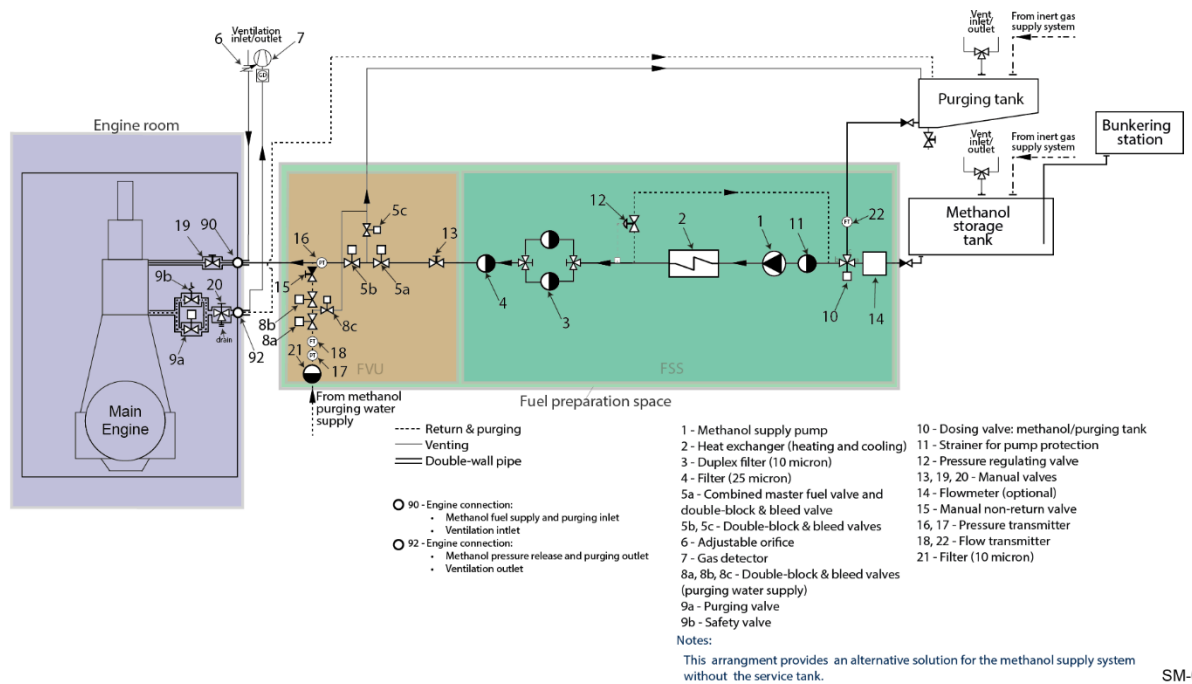 6
Ventilation
inlet/outlet
7
GD
Vent
inlet/
outlet
From inert gas
supply system
Purging tank
Engine room
Bunkering
station
Vent
inlet/
outlet
From inert gas
supply system
Methanol
storage
tank
5c
12
2
1
11
FT
22
19
90
16
PT
13
9b
20
15
5b
5a
4
3
10
14
8b
8c
8a
drain
9a
92
FT
18
21
PT
17
FVU
FSS
Main
Engine
From methanol
purging water
supply
Fuel preparation space
Return & purging
Venting
Double-wall pipe
90 - Engine connection:
• Methanol fuel supply and purging inlet
• Ventilation intlet
92 - Engine connection:
• Methanol pressure release and purging outlet
• Ventilation outlet
1 - Methanol supply pump
2 - Heat exchanger (heating and cooling)
3 - Duplex filter (10 micron)
4 - Filter (25 micron)
5a - Combined master fuel valve and
double-block & bleed valve
5b, 5c - Double-block & bleed valves
6 - Adjustable orifice
7 - Gas detector
8a, 8b, 8c - Double-block & bleed valves
(purging water supply)
9a - Purging valve
9b - Safety valve
10 - Dosing valve: methanol/purging tank
11 - Strainer for pump protection
12 - Pressure regulating valve
13, 19, 20 - Manual valves
14 - Flowmeter (optional)
15 - Manual non-return valve
16, 17 - Pressure transmitter
18, 22 - Flow transmitter
21 - Filter (10 micron)
Notes:
This arrangment provides an alternative solution for the methanol supply system
without the service tank.